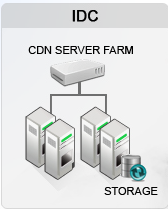 IDC
CDN SERVER FARM
STORAGE